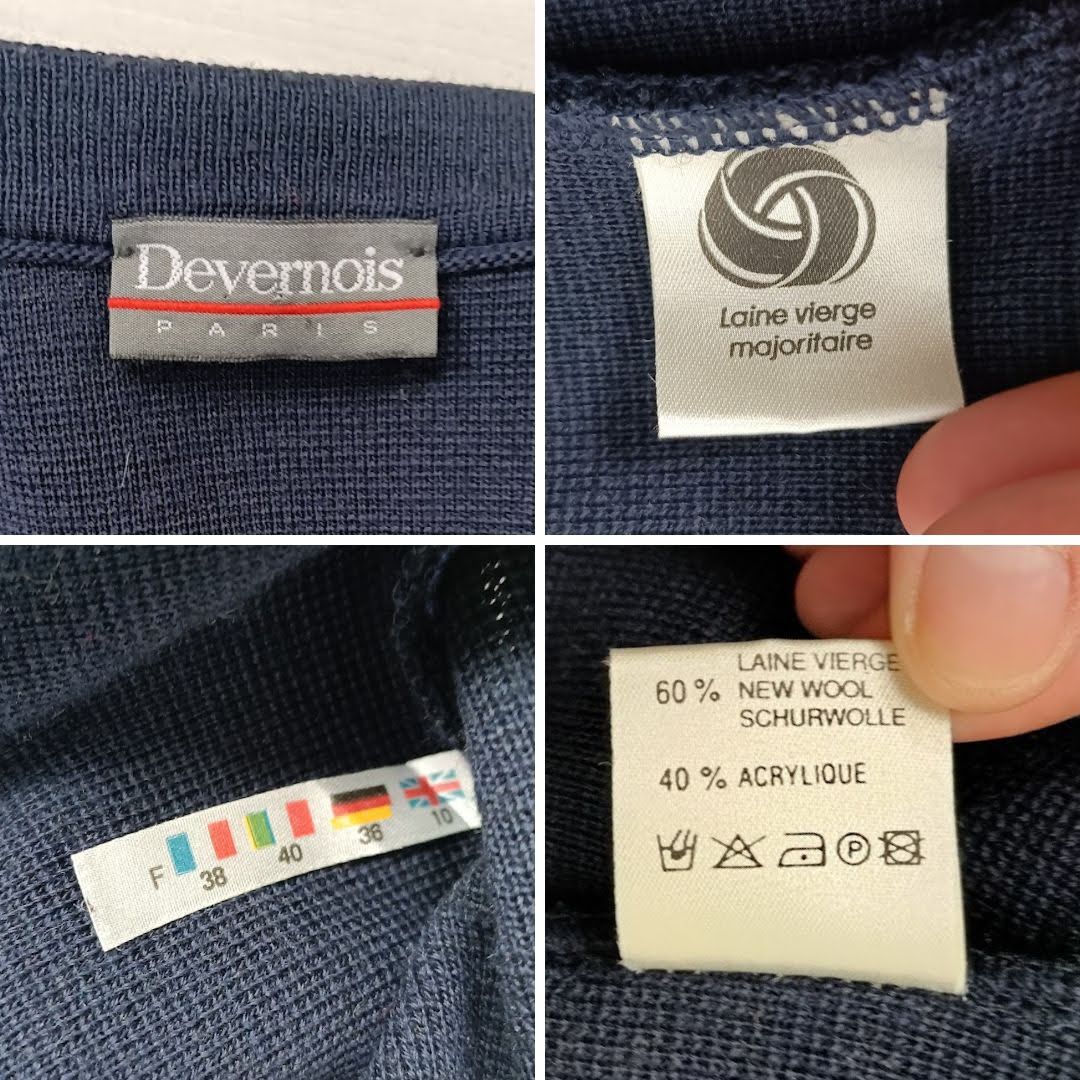 Devernois
PARIS
Laine vierge
majoritaire
F 38 40 36 10
LAINE VIERGE
60 % NEW WOOL
SCHURWOLLE
40 % ACRYLIQUE
P